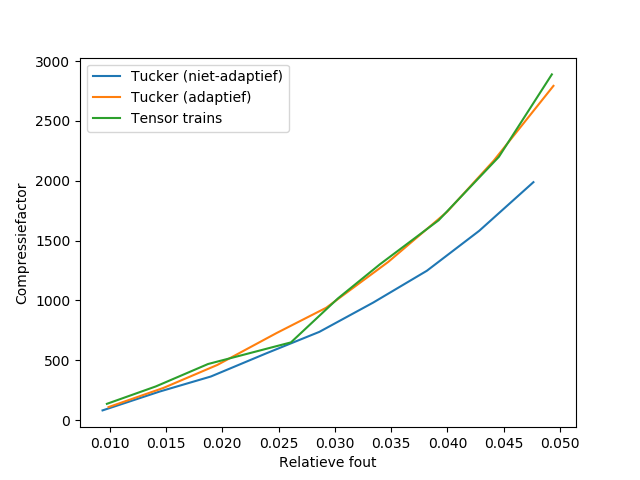 3000
2500
2000
1500
1000
500
0
Compressiefactor
Tucker (niet-adaptief)
Tucker (adaptief)
Tensor trains
0.010 0.015 0.020 0.025 0.030 0.035 0.040 0.045 0.050
Relatieve fout